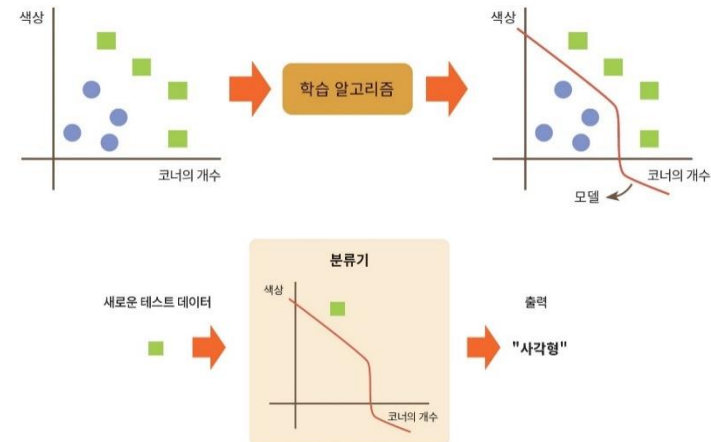 색상
코너의 개수
학습 알고리즘
색상
코너의 개수
모델
새로운 테스트 데이터
분류기
색상
코너의 개수
출력
"사각형"